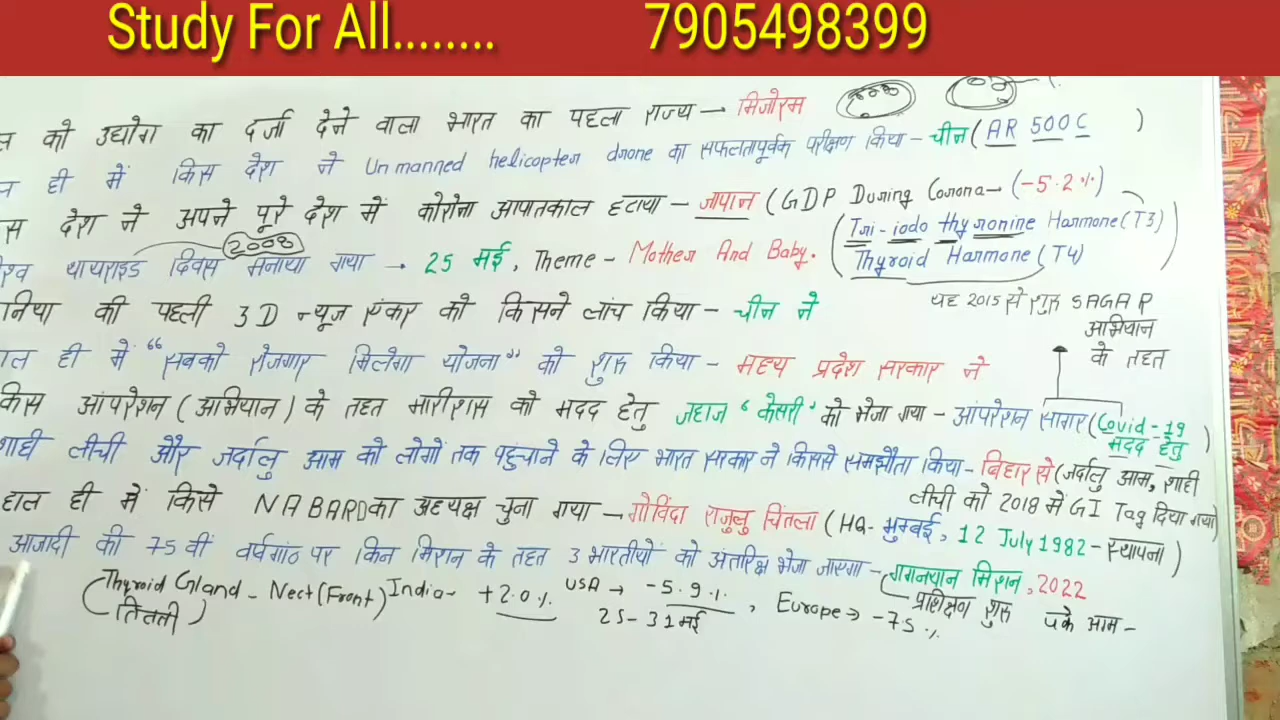 Study For All........ 7905498399
को उद्योग का दर्जा देने वाला भारत का पहला राज्य → मिजोरम
ही में किस देश ने Unmanned helicopter drone का सफलतापूर्वक परीक्षण किया - चीन (AR 500C )
देश ने अपने पूरे देश में कोरोना आपातकाल हटाया - जापान (GDP During Corona → (-5.2%)
2008
थायराइड दिवस मनाया गया → 25 मई, Theme - Mother And Baby. (Tri-iodo thyronine Harmone(T3)
Thyroid Harmone (T4)
की पहली 3D न्यूज एंकर को किसने लांच किया - चीन ने
यह 2015 से शुरू SAGAR
अभियान
के तहत
ही में "सबको रोजगार मिलेगा योजना" को शुरू किया - मध्य प्रदेश सरकार ने
किस आंपरेशन (अभियान) के तहत मारीशस को मदद हेतु जहाज "केसरी" को भेजा गया - आंपरेशन सागर (Covid-19
मदद हेतु )
शाही लीची और जर्दालु आम को लोगों तक पहुंचाने के लिए भारत सरकार ने किससे समझौता किया - बिहार से (जर्दालु आम, शाही
लीची को 2018 में GI Tag दिया गया)
हाल ही में किसे NABARD का अध्यक्ष चुना गया - गोविंदा राजुलु चिंतला (HQ- मुम्बई, 12 July 1982 - स्थापना)
आजादी की 75 वीं वर्षगांठ पर किन मिशन के तहत 3 भारतीयों को अंतरिक्ष भेजा जाएगा - गगनयान मिशन, 2022
प्रशिक्षण शुरू पके आम -
(Thyroid Gland - Nect (Front) India - +2.0% USA → -5.9%, Europe → -7.5%
तितली) 25-31 मई